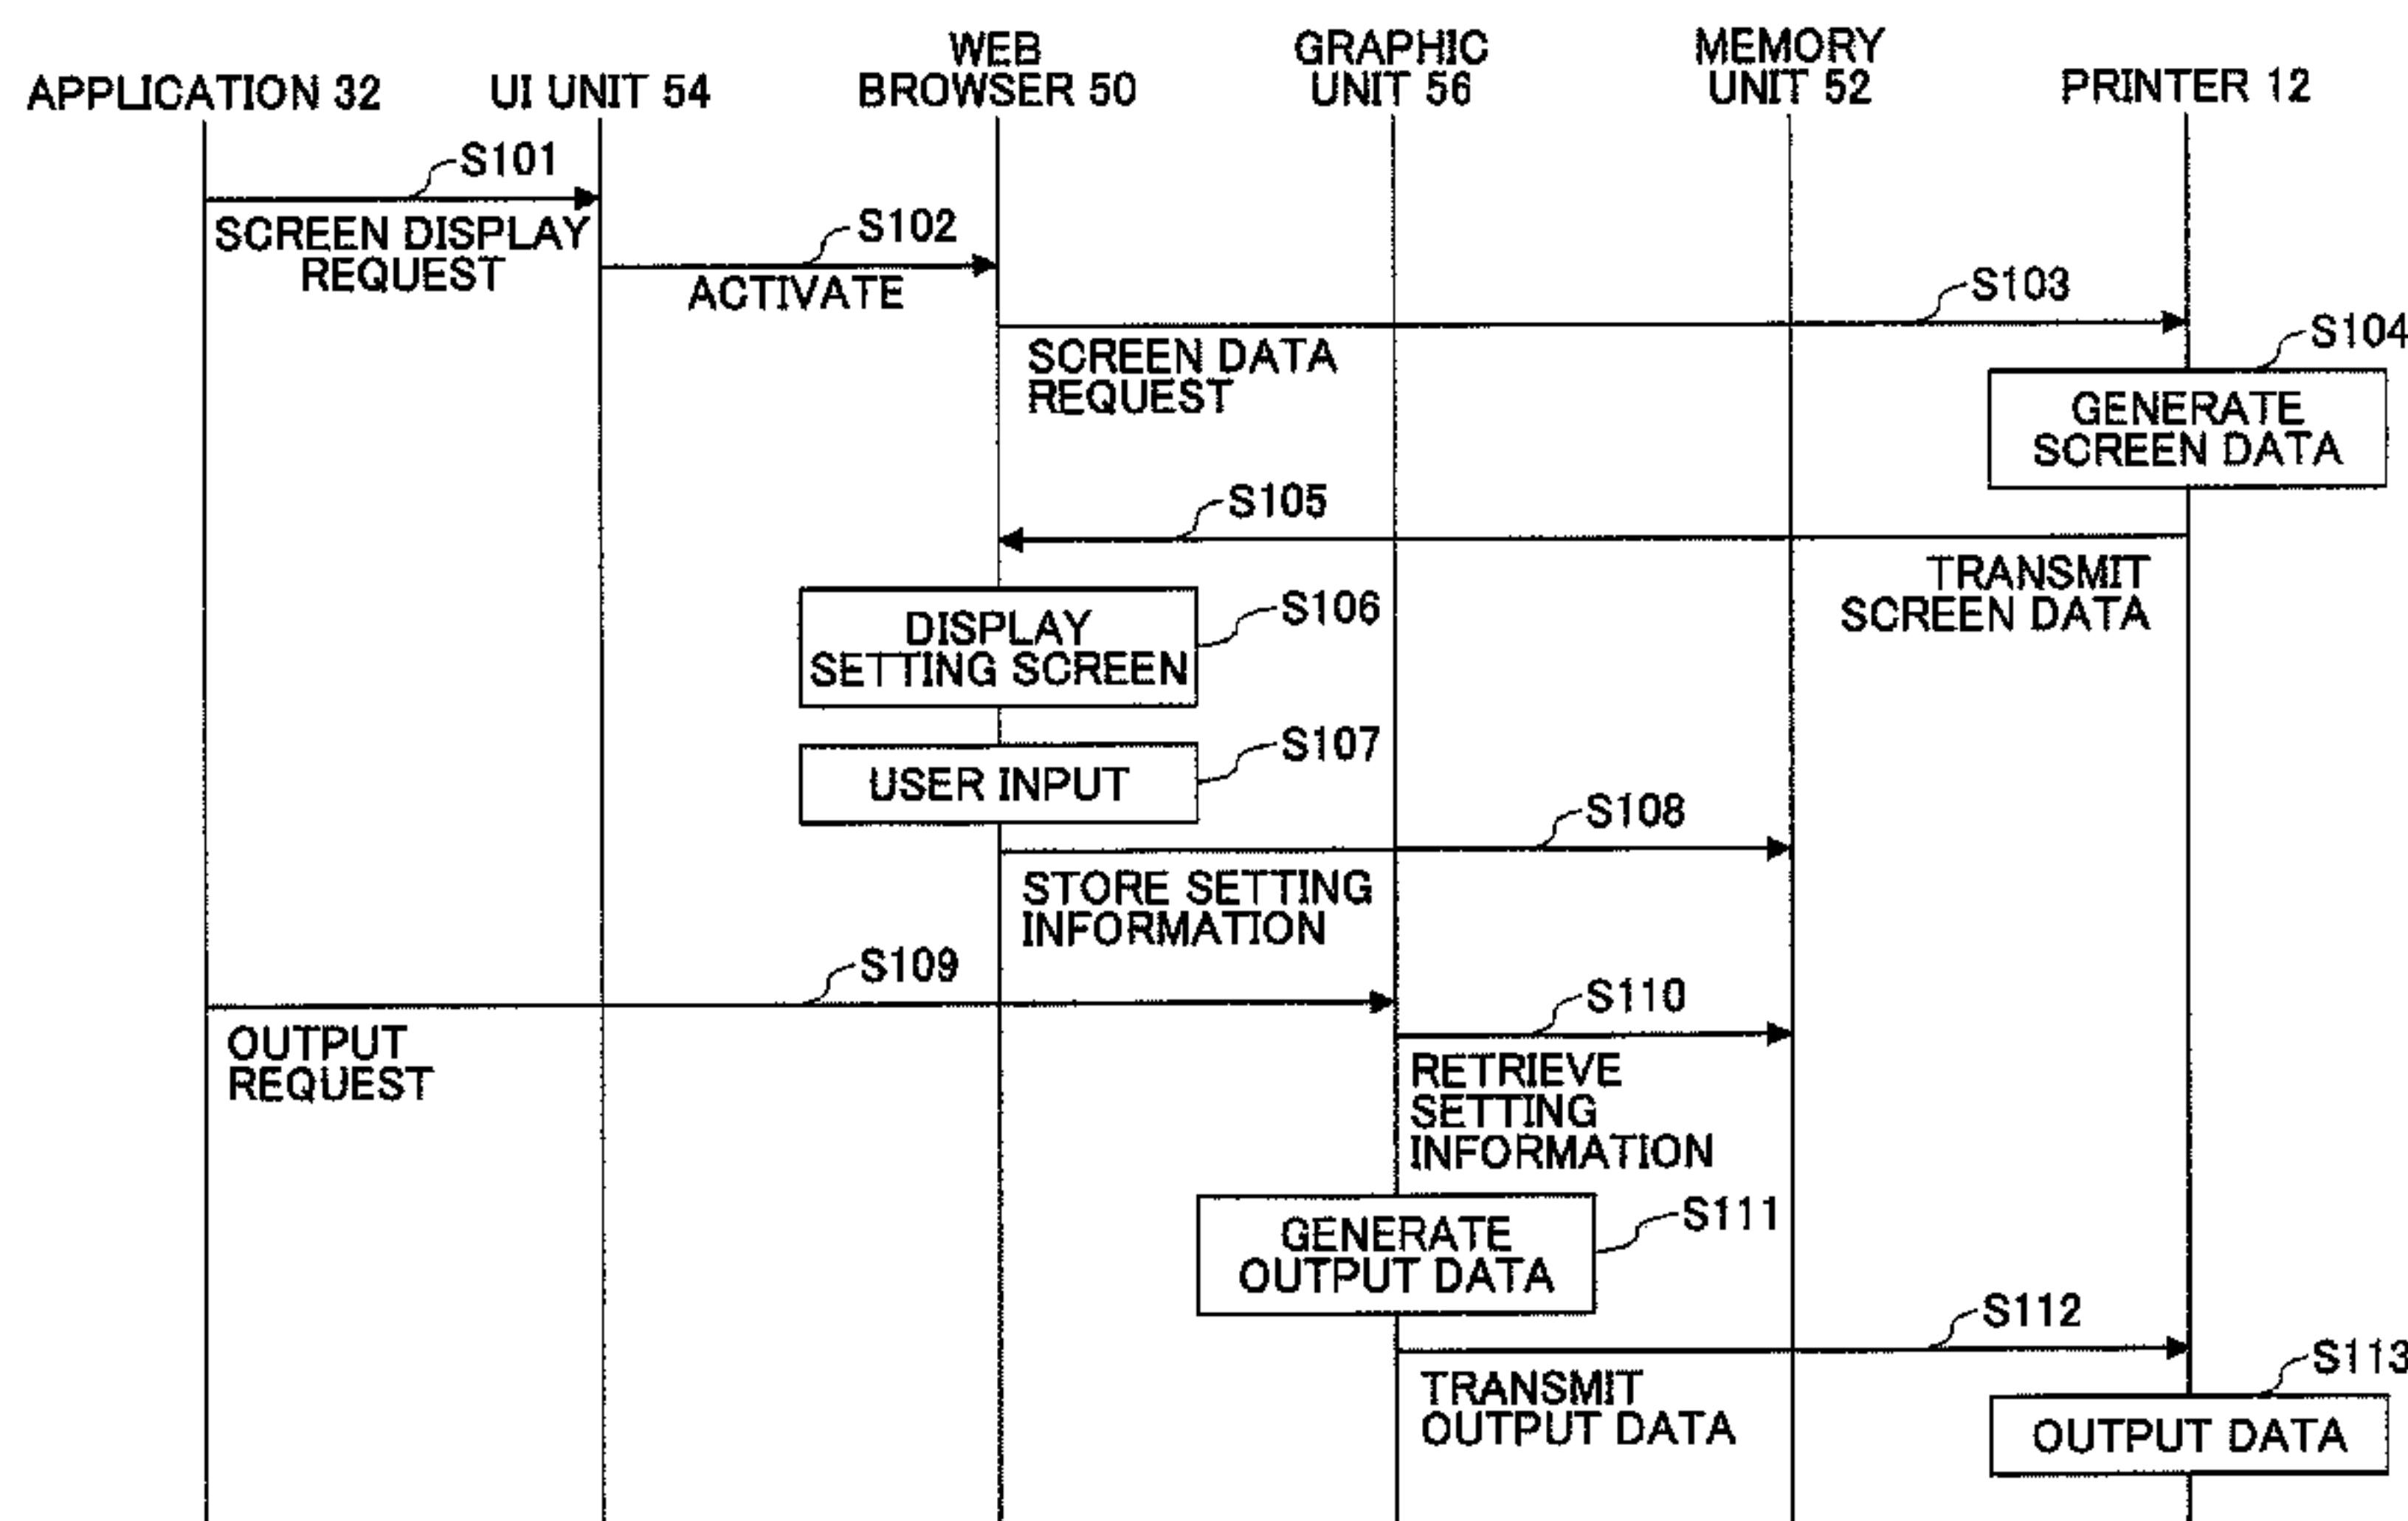 APPLICATION 32
UI UNIT 54
WEB
BROWSER 50
GRAPHIC
UNIT 56
MEMORY
UNIT 52
PRINTER 12
S101
SCREEN DISPLAY
REQUEST
S102
ACTIVATE
S103
SCREEN DATA
REQUEST
S104
GENERATE
SCREEN DATA
S105
TRANSMIT
SCREEN DATA
S106
DISPLAY
SETTING SCREEN
S107
USER INPUT
S108
STORE SETTING
INFORMATION
S109
OUTPUT
REQUEST
S110
RETRIEVE
SETTING
INFORMATION
S111
GENERATE
OUTPUT DATA
S112
TRANSMIT
OUTPUT DATA
S113
OUTPUT DATA